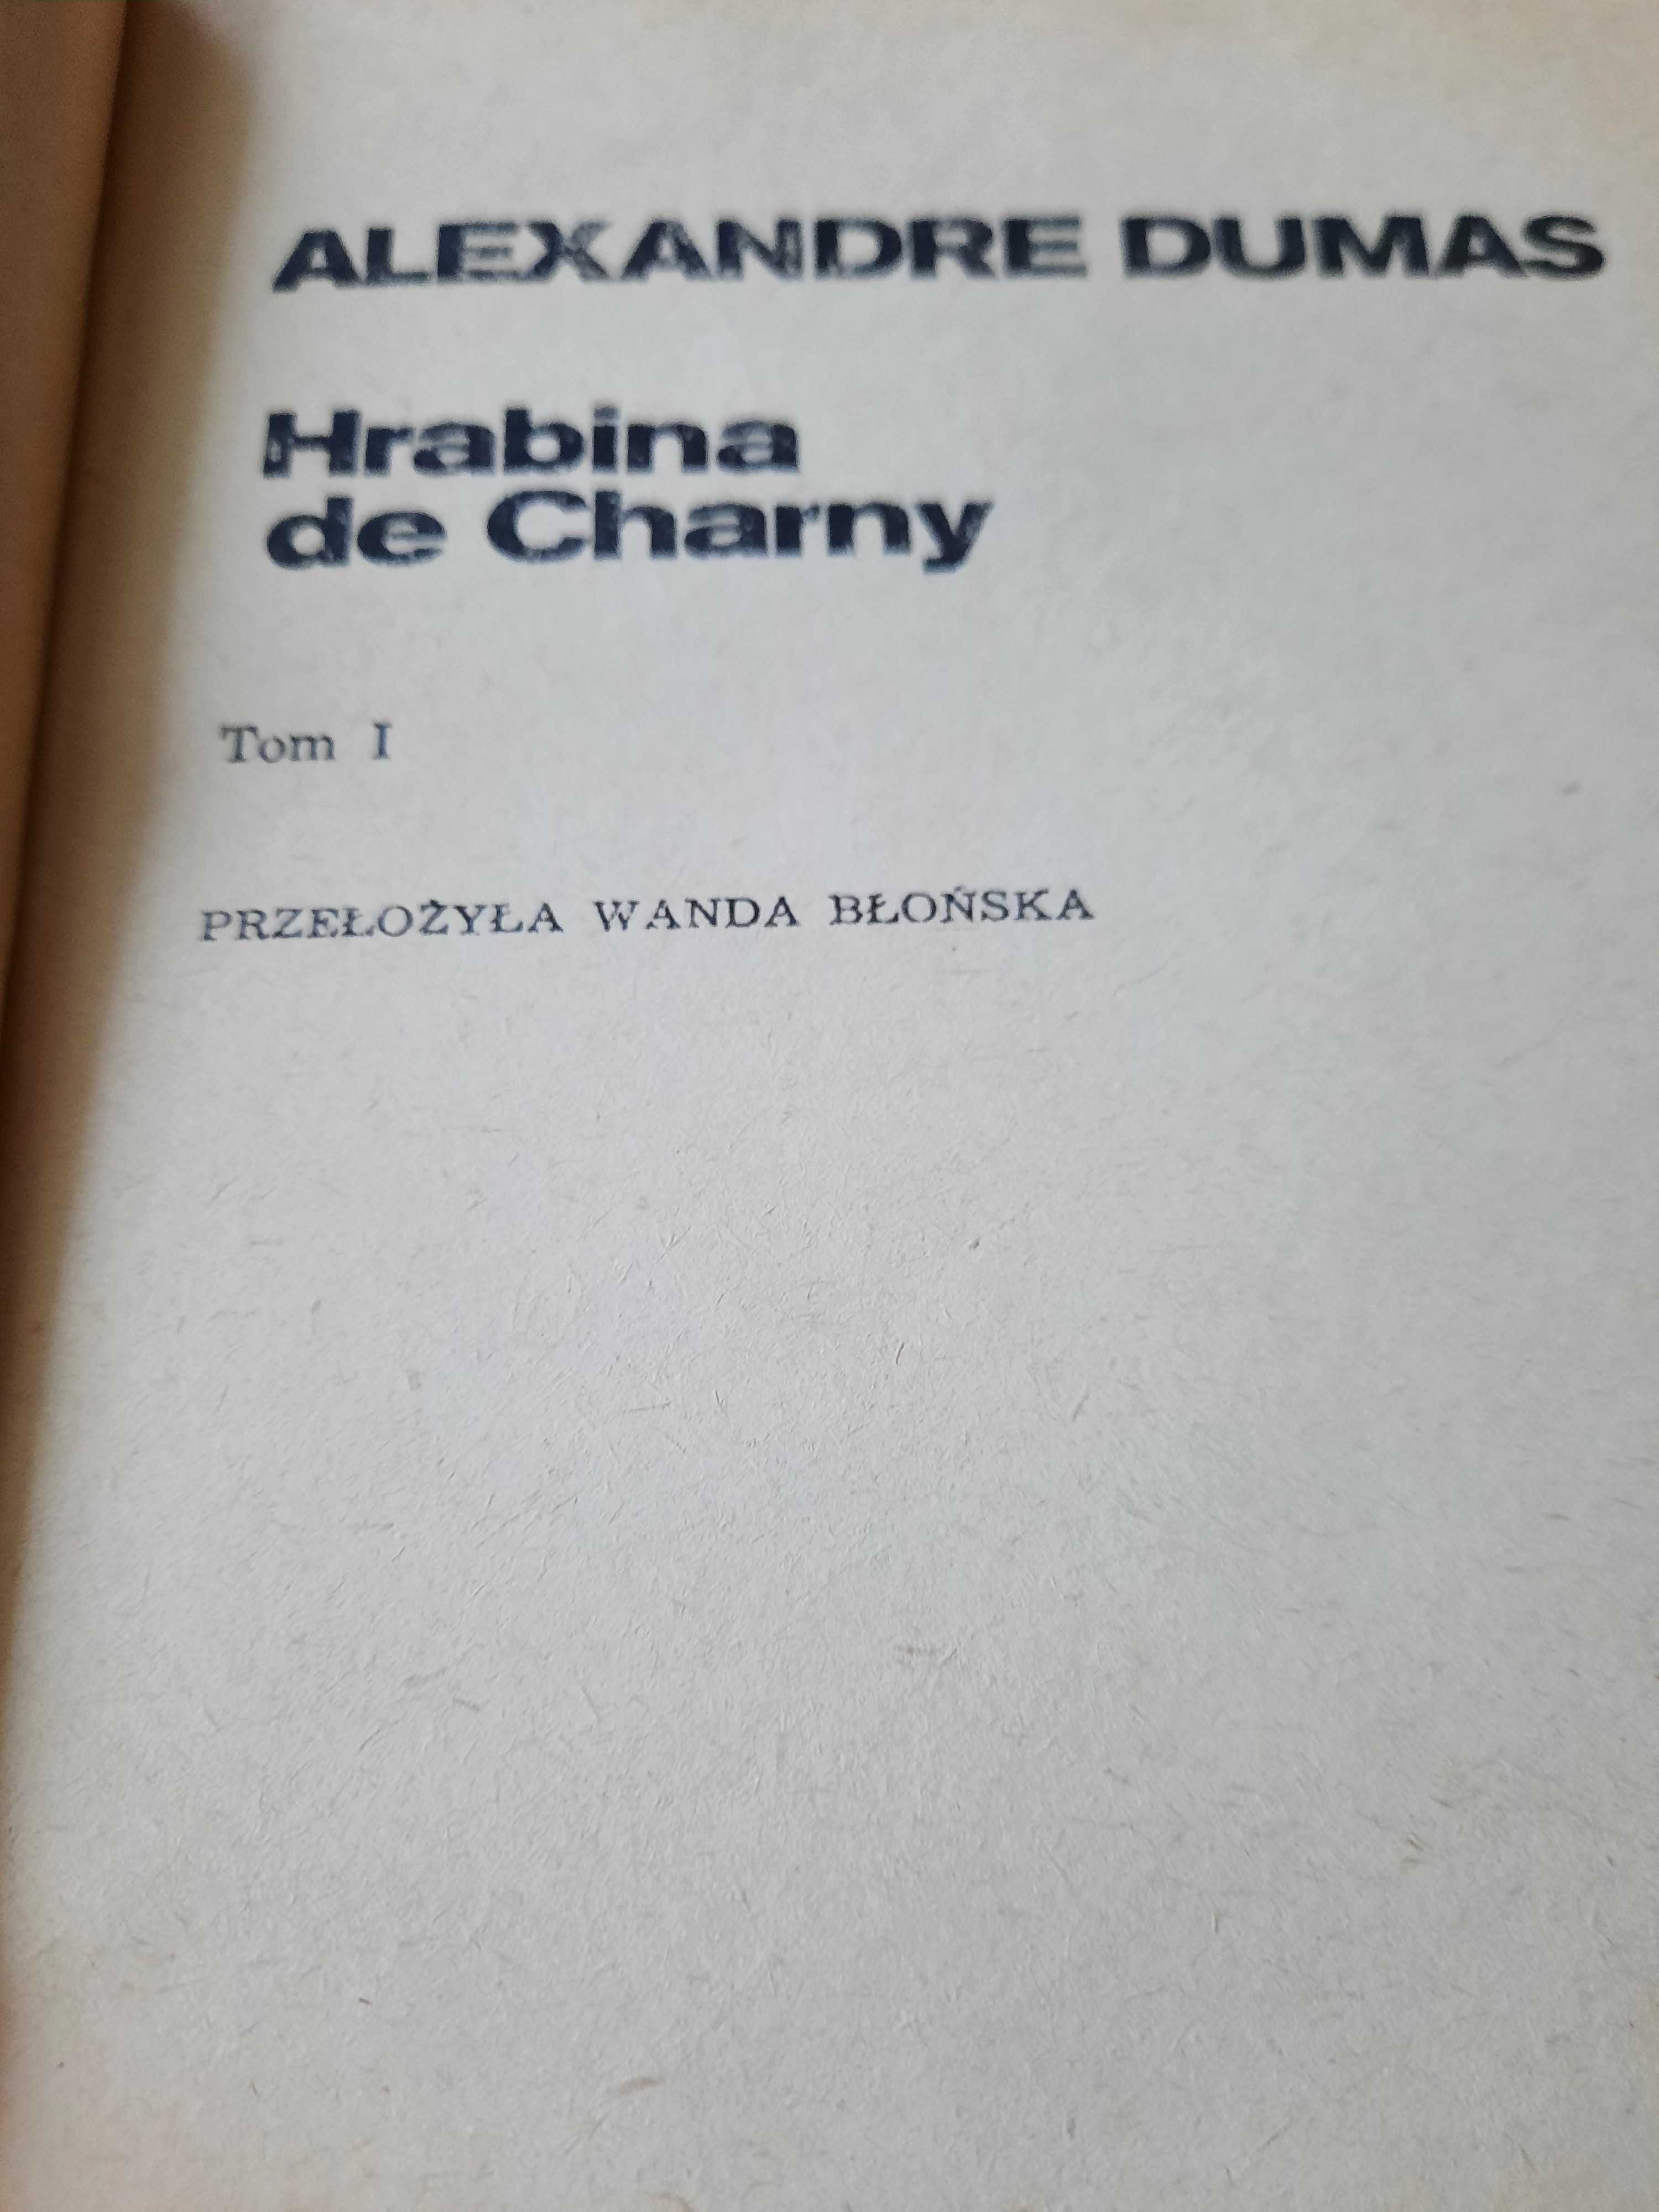 ALEXANDRE DUMAS
Hrabina
de Charny
Tom I
PRZEŁOŻYŁA WANDA BŁOŃSKA